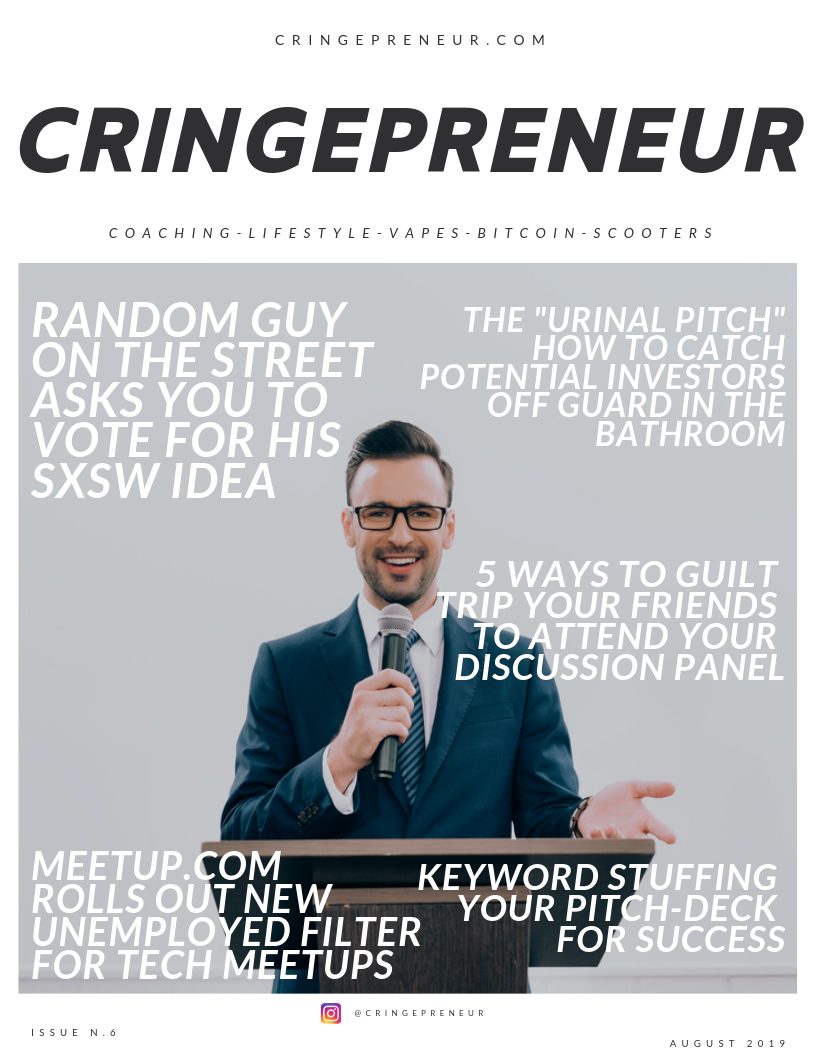 CRINGEPRENEUR.COM
CRINGEPRENEUR
COACHING-LIFESTYLE-VAPES-BITCOIN-SCOOTERS
RANDOM GUY
ON THE STREET
ASKS YOU TO
VOTE FOR HIS
SXSW IDEA
THE "URINAL PITCH"
HOW TO CATCH
POTENTIAL INVESTORS
OFF GUARD IN THE
BATHROOM
5 WAYS TO GUILT
TRIP YOUR FRIENDS
TO ATTEND YOUR
DISCUSSION PANEL
MEETUP.COM
ROLLS OUT NEW
UNEMPLOYED FILTER
FOR TECH MEETUPS
KEYWORD STUFFING
YOUR PITCH-DECK
FOR SUCCESS
@CRINGEPRENEUR
ISSUE N.6
AUGUST 2019